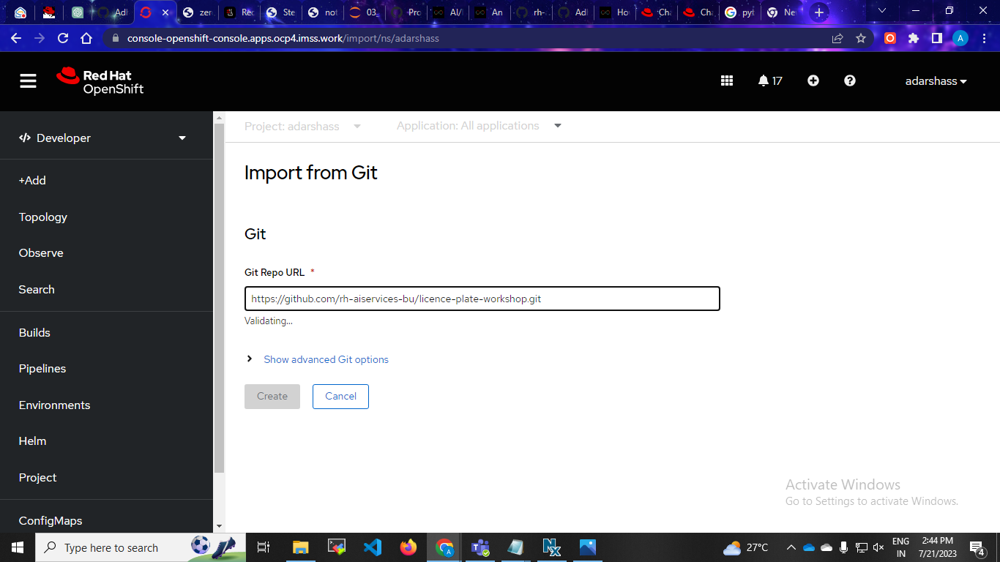 Adl
zer
Rec
Ste
not
03_
Pro
AI/
An
rh-
Adl
Ho
Cha
Cha
pyt
Ne
console-openshift-console.apps.ocp4.imss.work/import/ns/adarshass
A
Red Hat
OpenShift
17
adarshass
Developer
Project: adarshass
Application: All applications
+Add
Topology
Observe
Search
Builds
Pipelines
Environments
Helm
Project
ConfigMaps
Import from Git
Git
Git Repo URL *
https://github.com/rh-aiservices-bu/licence-plate-workshop.git
Validating...
Show advanced Git options
Create
Cancel
Activate Windows
Go to Settings to activate Windows.
Type here to search
27°C
ENG
IN
2:44 PM
7/21/2023
4